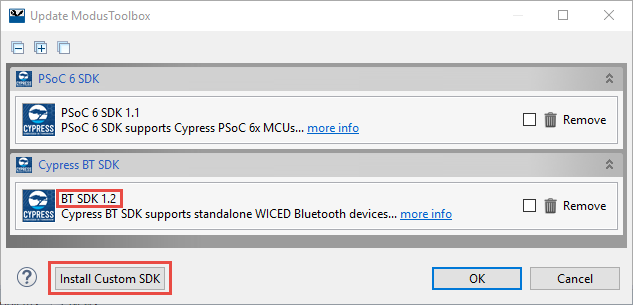 Update ModusToolbox
PSoC 6 SDK
CYPRESS
PSoC 6 SDK 1.1
PSoC 6 SDK supports Cypress PSoC 6x MCUs... more info
Remove
Cypress BT SDK
CYPRESS
BT SDK 1.2
Cypress BT SDK supports standalone WICED Bluetooth devices... more info
Remove
?
Install Custom SDK
OK
Cancel